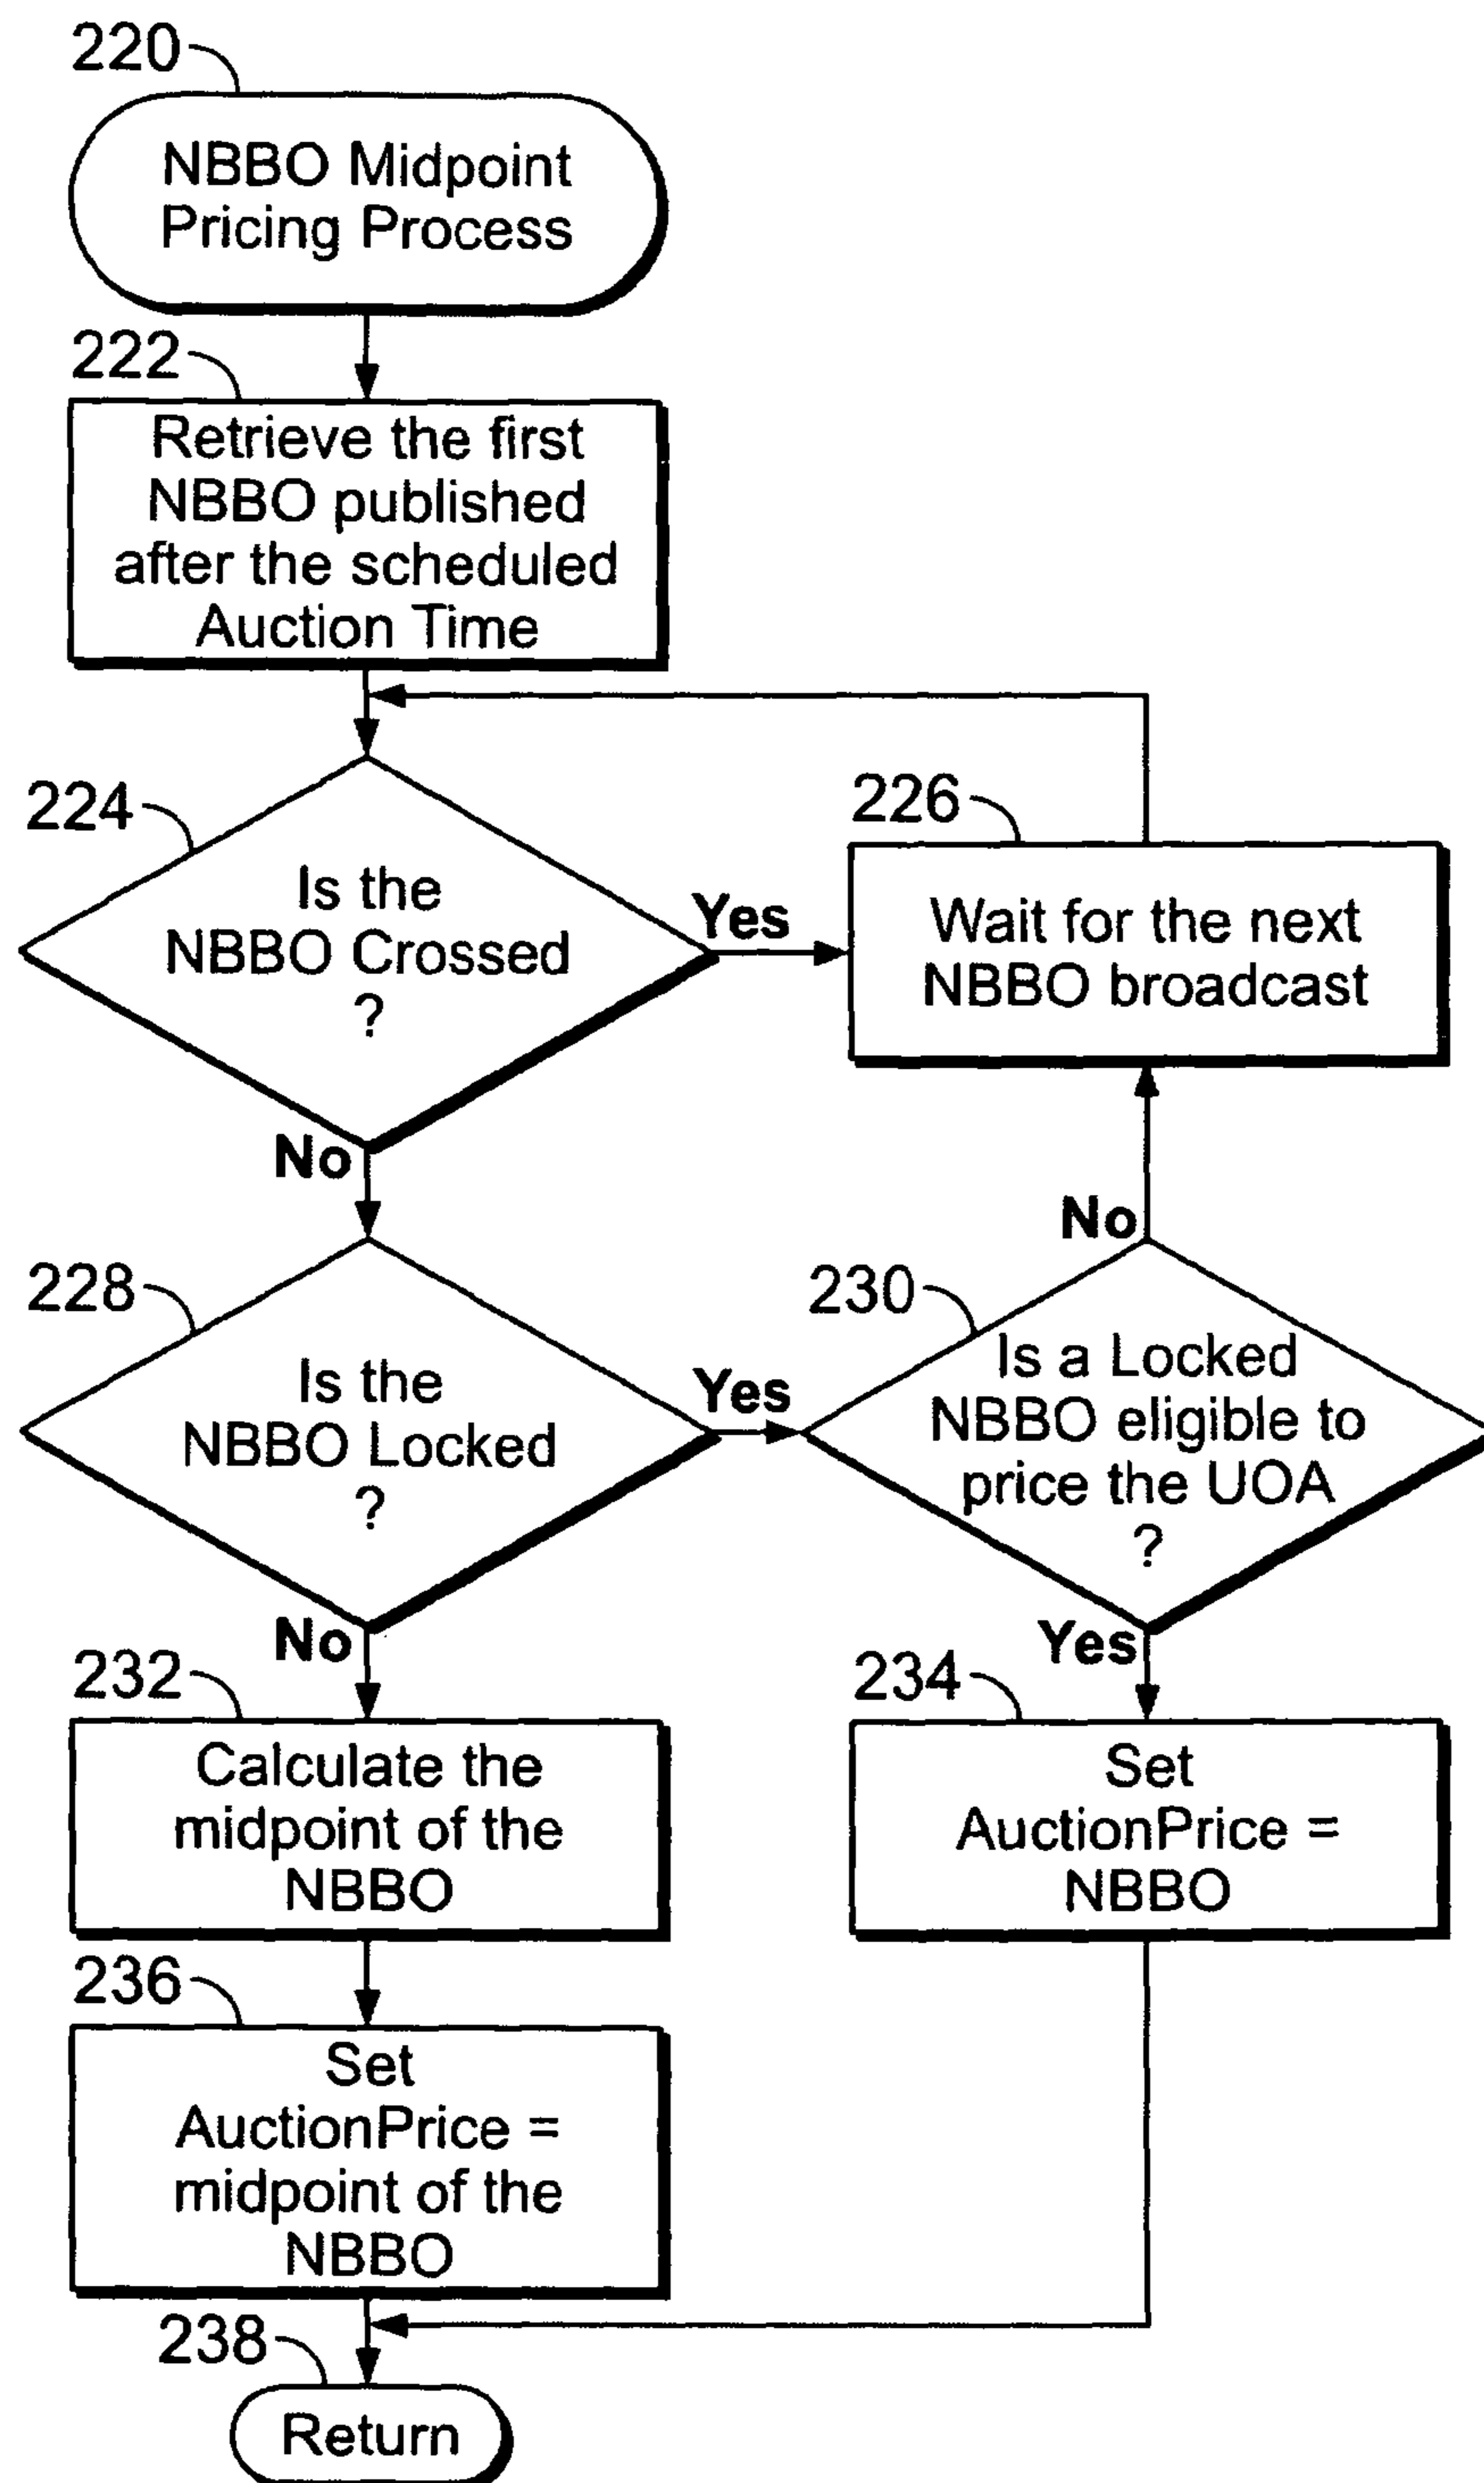 220
NBBO Midpoint
Pricing Process
222
Retrieve the first
NBBO published
after the scheduled
Auction Time
224
Is the
NBBO Crossed
?
Yes
226
Wait for the next
NBBO broadcast
No
228
Is the
NBBO Locked
?
Yes
230
Is a Locked
NBBO eligible to
price the UOA
?
No
No
232
Calculate the
midpoint of the
NBBO
Yes
234
Set
AuctionPrice =
NBBO
236
Set
AuctionPrice =
midpoint of the
NBBO
238
Return